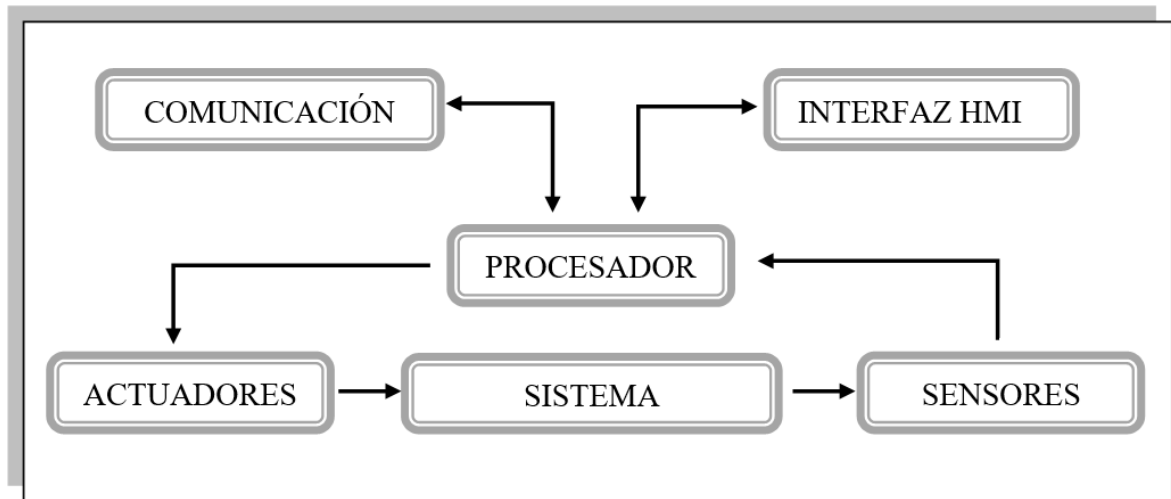 COMUNICACIÓN
INTERFAZ HMI
PROCESADOR
ACTUADORES
SISTEMA
SENSORES